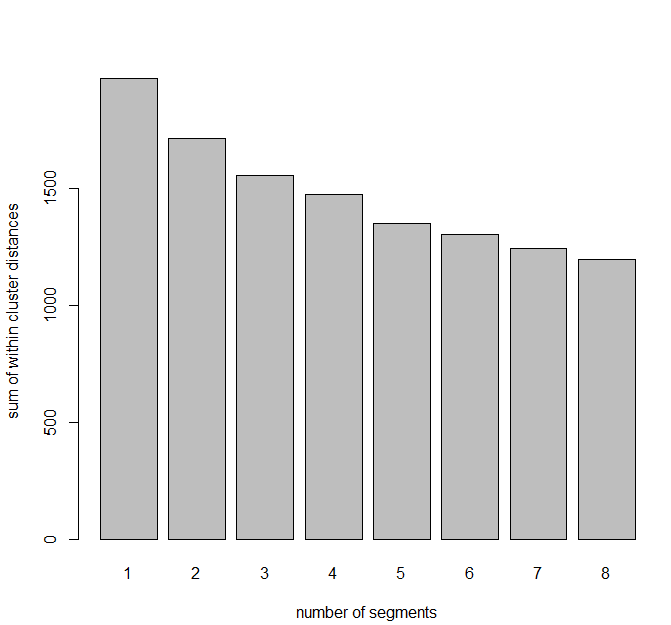 sum of within cluster distances
1500
1000
500
0
1 2 3 4 5 6 7 8
number of segments